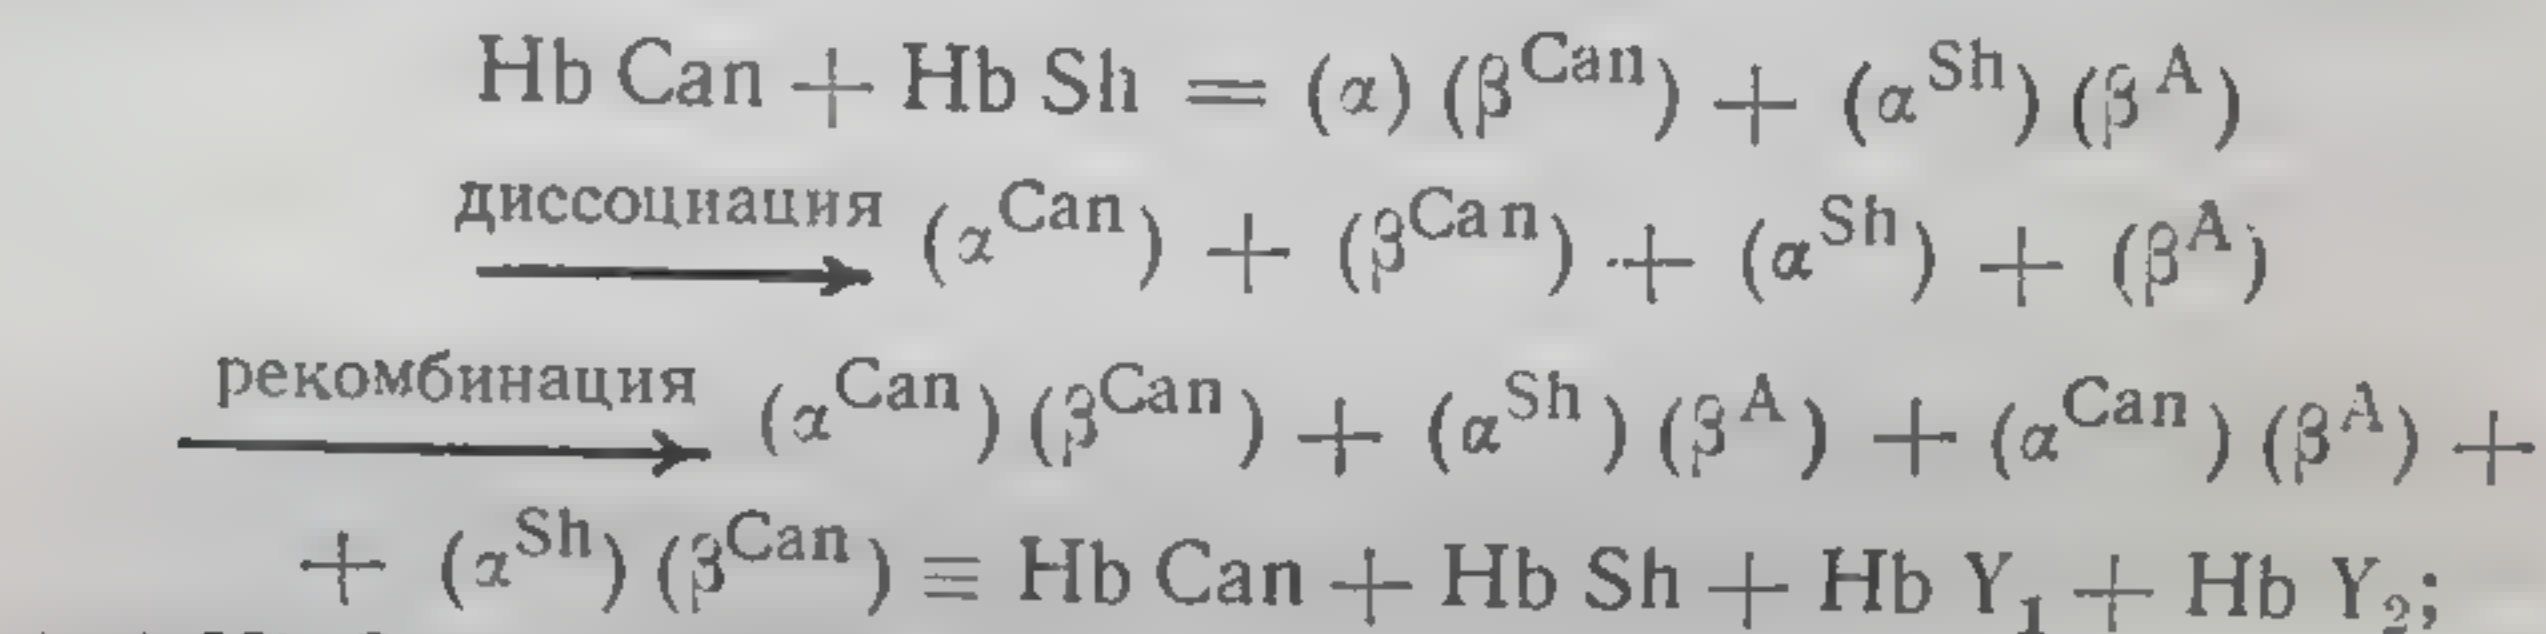 Hb Can + Hb Sh = (α) (β^Can) + (α^Sh) (β^A)
диссоциация (α^Can) + (β^Can) + (α^Sh) + (β^A)
рекомбинация (α^Can) (β^Can) + (α^Sh) (β^A) + (α^Can) (β^A) +
+ (α^Sh) (β^Can) ≡ Hb Can + Hb Sh + Hb Y₁ + Hb Y₂;